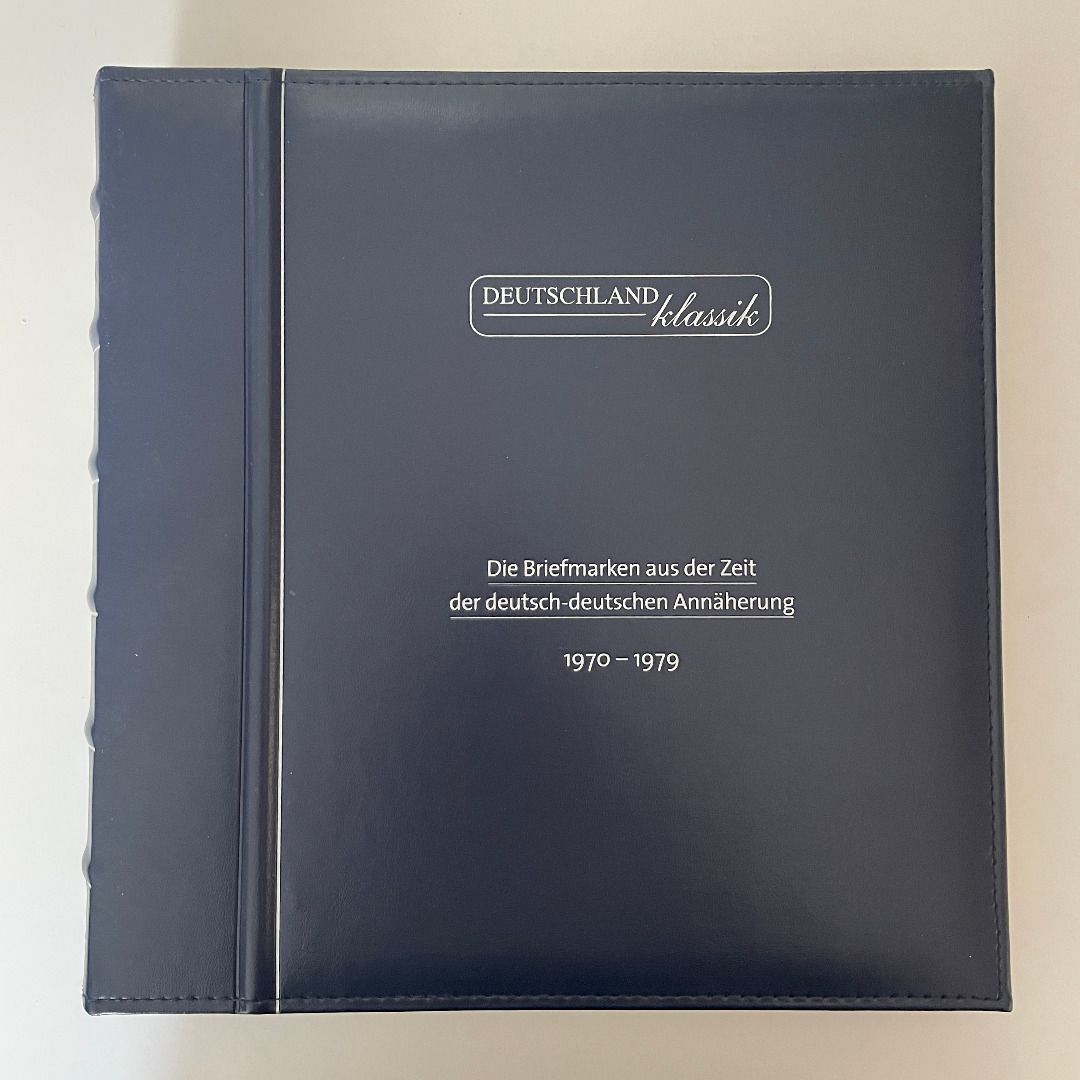 DEUTSCHLAND
klassik
Die Briefmarken aus der Zeit
der deutsch-deutschen Annäherung
1970 – 1979